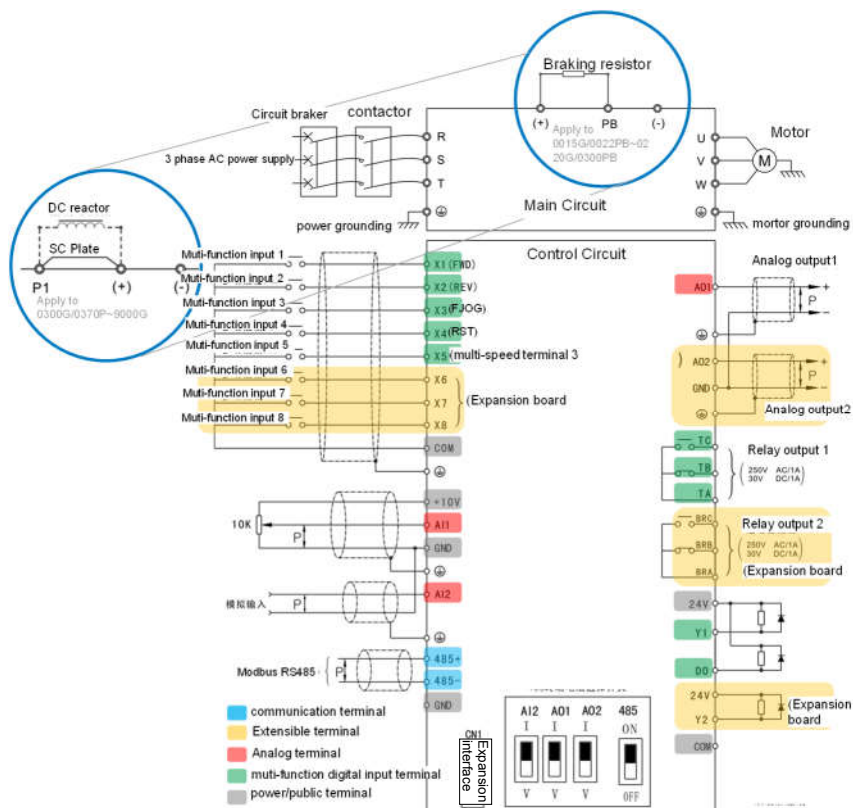 Braking resistor
(+) PB (-)
Apply to
0015G/0022PB~02
20G/0300PB
Circuit braker contactor
3 phase AC power supply
R
S
T
power grounding
U
V
W
Motor
M
mortor grounding
Main Circuit
DC reactor
SC Plate
P1 (+) (-)
Apply to
0300G/0370P~9000G
Control Circuit
Muti-function input 1 X1 (FWD)
Muti-function input 2 X2 (REV)
Muti-function input 3 X3 (FJOG)
Muti-function input 4 X4 (RST)
Muti-function input 5 X5 (multi-speed terminal 3
Muti-function input 6 X6
Muti-function input 7 X7 (Expansion board
Muti-function input 8 X8
COM
+10V
10K AI1
P GND
模拟输入 P AI2
Modbus RS485 P 485+
485-
GND
Analog output1
AO1 + P -
) AO2 + P
GND -
Analog output2
TC Relay output 1
TB 250V AC/1A
30V DC/1A
TA
BRC Relay output 2
BRB 250V AC/1A
30V DC/1A
BRA (Expansion board
24V
Y1
DO
24V (Expansion
Y2 board
COM
communication terminal
Extensible terminal
Analog terminal
muti-function digital input terminal
power/public terminal
CN1
Expansion
interface
AI2 AO1 AO2 485
I I I ON
V V V OFF